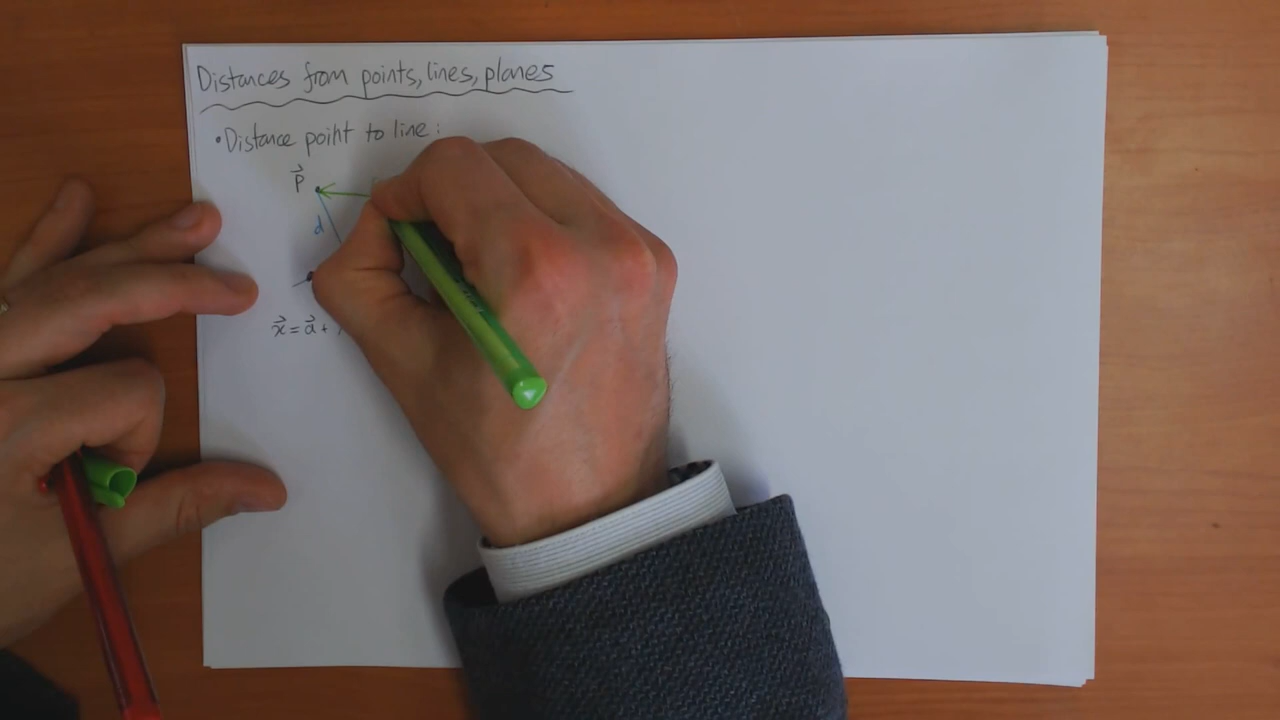 Distances from points, lines, planes
• Distance point to line:
p⃗
d
x⃗ = a⃗ +